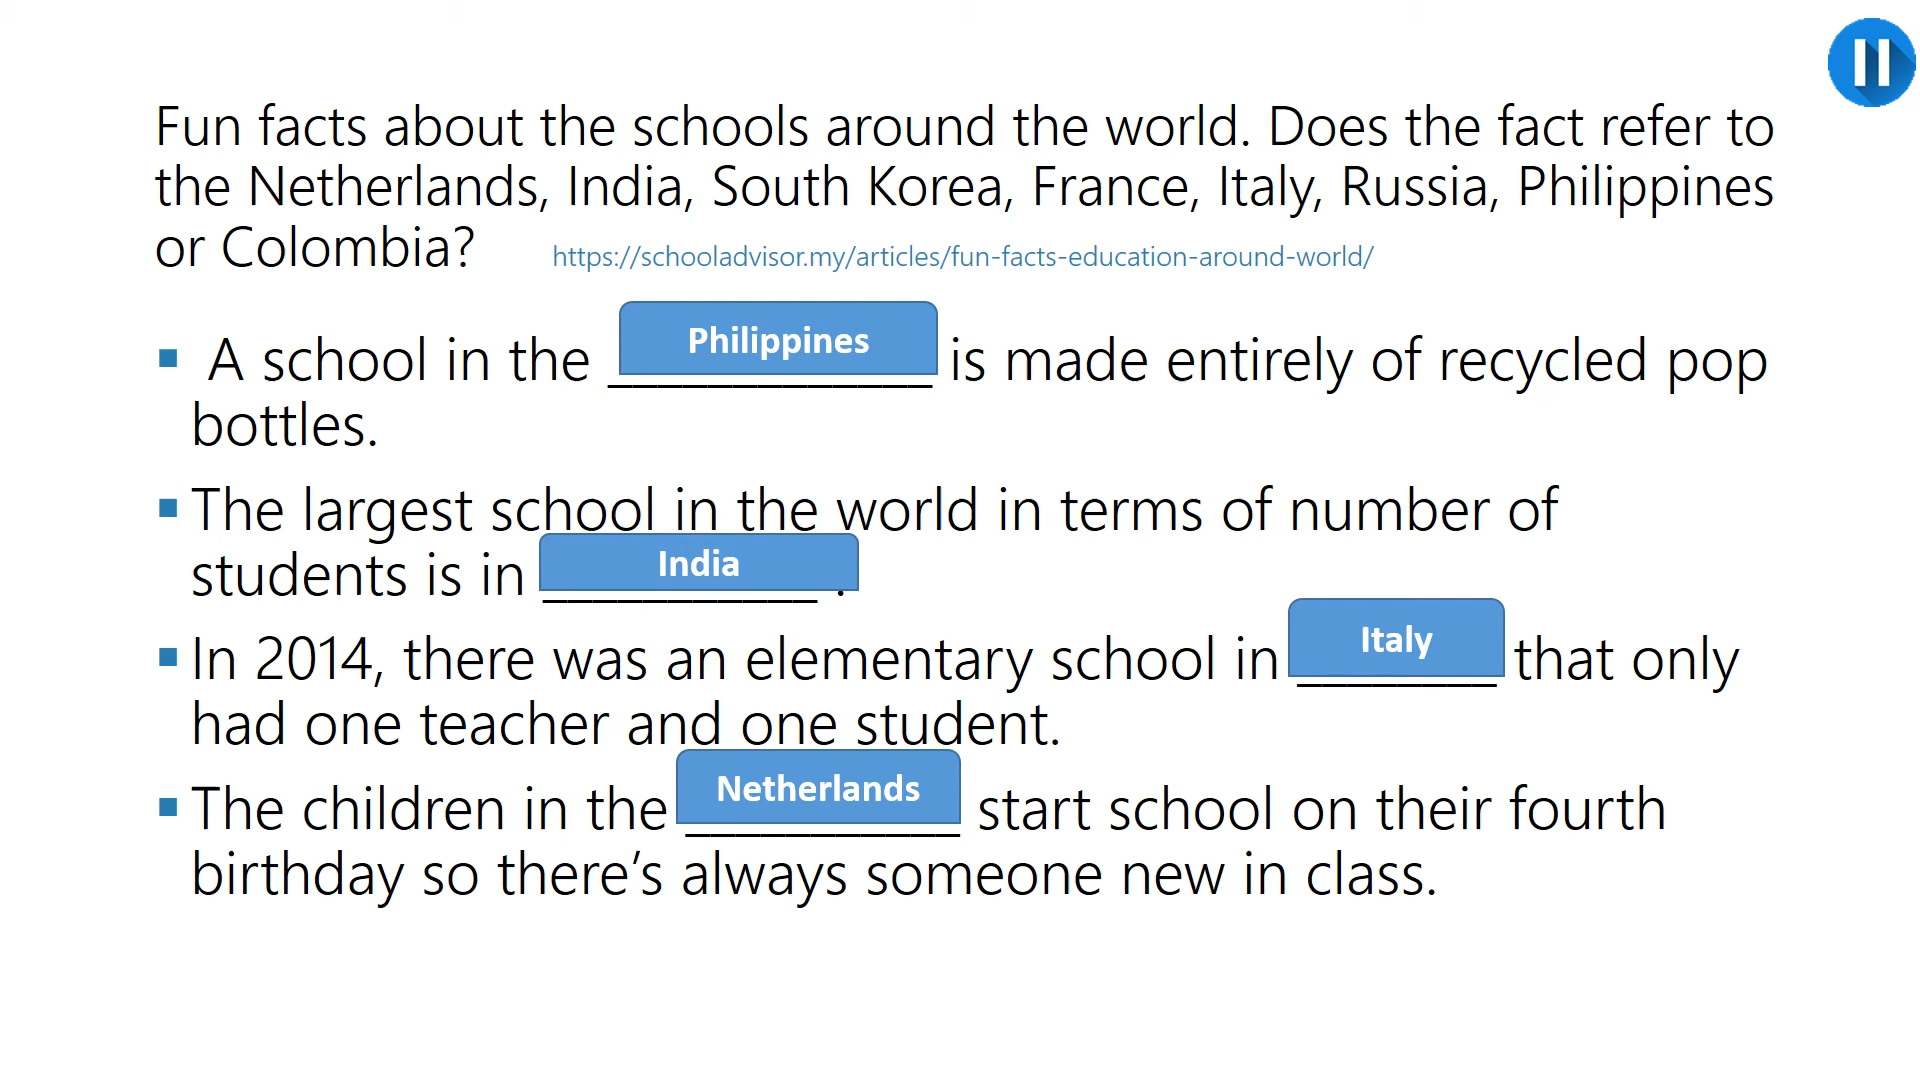 Fun facts about the schools around the world. Does the fact refer to
the Netherlands, India, South Korea, France, Italy, Russia, Philippines
or Colombia? https://schooladvisor.my/articles/fun-facts-education-around-world/
▪ A school in the Philippines is made entirely of recycled pop
bottles.
▪ The largest school in the world in terms of number of
students is in India .
▪ In 2014, there was an elementary school in Italy that only
had one teacher and one student.
▪ The children in the Netherlands start school on their fourth
birthday so there’s always someone new in class.